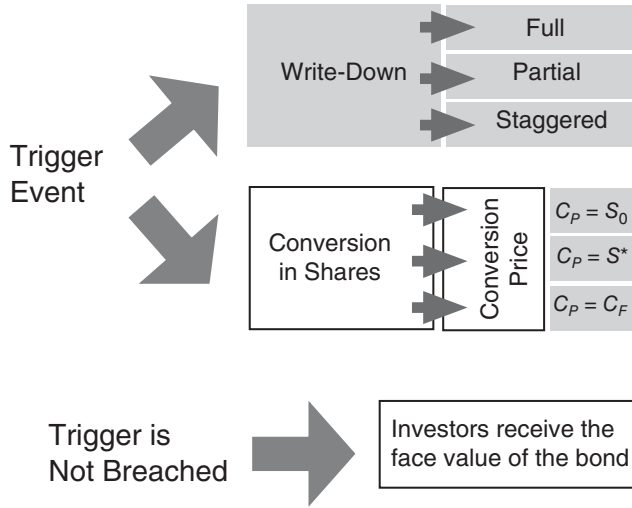 Trigger
Event
Write-Down
Full
Partial
Staggered
Conversion
in Shares
Conversion
Price
C_P = S_0
C_P = S*
C_P = C_F
Trigger is
Not Breached
Investors receive the
face value of the bond